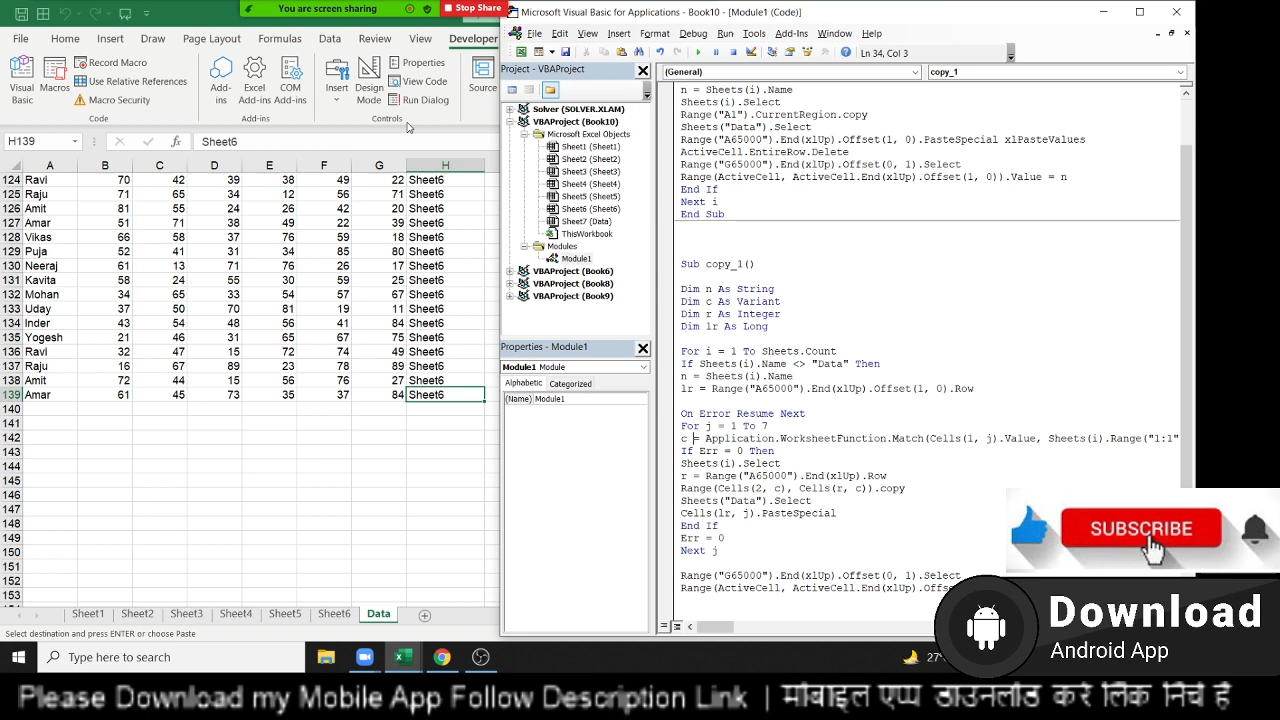 You are screen sharing
Stop Share
Microsoft Visual Basic for Applications - Book10 - [Module1 (Code)]
File Home Insert Draw Page Layout Formulas Data Review View Developer
File Edit View Insert Format Debug Run Tools Add-Ins Window Help
Ln 34, Col 3
Visual Basic
Macros
Record Macro
Use Relative References
Macro Security
Code
Add-ins
Excel Add-ins
COM Add-ins
Add-ins
Insert
Design Mode
Properties
View Code
Run Dialog
Controls
Source
H139
Sheet6
A B C D E F G H
124 Ravi 70 42 39 38 49 22 Sheet6
125 Raju 71 65 34 12 56 71 Sheet6
126 Amit 81 55 24 26 42 20 Sheet6
127 Amar 51 71 38 49 22 39 Sheet6
128 Vikas 66 58 37 76 59 18 Sheet6
129 Puja 52 41 31 34 85 80 Sheet6
130 Neeraj 61 13 71 76 26 17 Sheet6
131 Kavita 58 24 55 30 59 25 Sheet6
132 Mohan 34 65 33 54 57 67 Sheet6
133 Uday 37 50 70 81 19 11 Sheet6
134 Inder 43 54 48 56 41 84 Sheet6
135 Yogesh 21 46 31 65 67 75 Sheet6
136 Ravi 32 47 15 72 74 49 Sheet6
137 Raju 16 67 89 23 78 89 Sheet6
138 Amit 72 44 15 56 76 27 Sheet6
139 Amar 61 45 73 35 37 84 Sheet6
140
141
142
143
144
145
146
147
148
149
150
151
152
153
Sheet1 Sheet2 Sheet3 Sheet4 Sheet5 Sheet6 Data
Select destination and press ENTER or choose Paste
Project - VBAProject
Solver (SOLVER.XLAM)
VBAProject (Book10)
Microsoft Excel Objects
Sheet1 (Sheet1)
Sheet2 (Sheet2)
Sheet3 (Sheet3)
Sheet4 (Sheet4)
Sheet5 (Sheet5)
Sheet6 (Sheet6)
Sheet7 (Data)
ThisWorkbook
Modules
Module1
VBAProject (Book6)
VBAProject (Book8)
VBAProject (Book9)
Properties - Module1
Module1 Module
Alphabetic Categorized
(Name) Module1
(General)
copy_1
n = Sheets(i).Name
Sheets(i).Select
Range("A1").CurrentRegion.copy
Sheets("Data").Select
Range("A65000").End(xlUp).Offset(1, 0).PasteSpecial xlPasteValues
ActiveCell.EntireRow.Delete
Range("G65000").End(xlUp).Offset(0, 1).Select
Range(ActiveCell, ActiveCell.End(xlUp).Offset(1, 0)).Value = n
End If
Next i
End Sub
Sub copy_1()
Dim n As String
Dim c As Variant
Dim r As Integer
Dim lr As Long
For i = 1 To Sheets.Count
If Sheets(i).Name <> "Data" Then
n = Sheets(i).Name
lr = Range("A65000").End(xlUp).Offset(1, 0).Row
On Error Resume Next
For j = 1 To 7
c = Application.WorksheetFunction.Match(Cells(1, j).Value, Sheets(i).Range("1:1"
If Err = 0 Then
Sheets(i).Select
r = Range("A65000").End(xlUp).Row
Range(Cells(2, c), Cells(r, c)).copy
Sheets("Data").Select
Cells(lr, j).PasteSpecial
End If
Err = 0
Next j
Range("G65000").End(xlUp).Offset(0, 1).Select
Range(ActiveCell, ActiveCell.End(xlUp).Offs
SUBSCRIBE
Download
Android App
Type here to search
27°
Please Download my Mobile App Follow Description Link | मोबाइल एप्प डाउनलोड करे लिंक निचे है